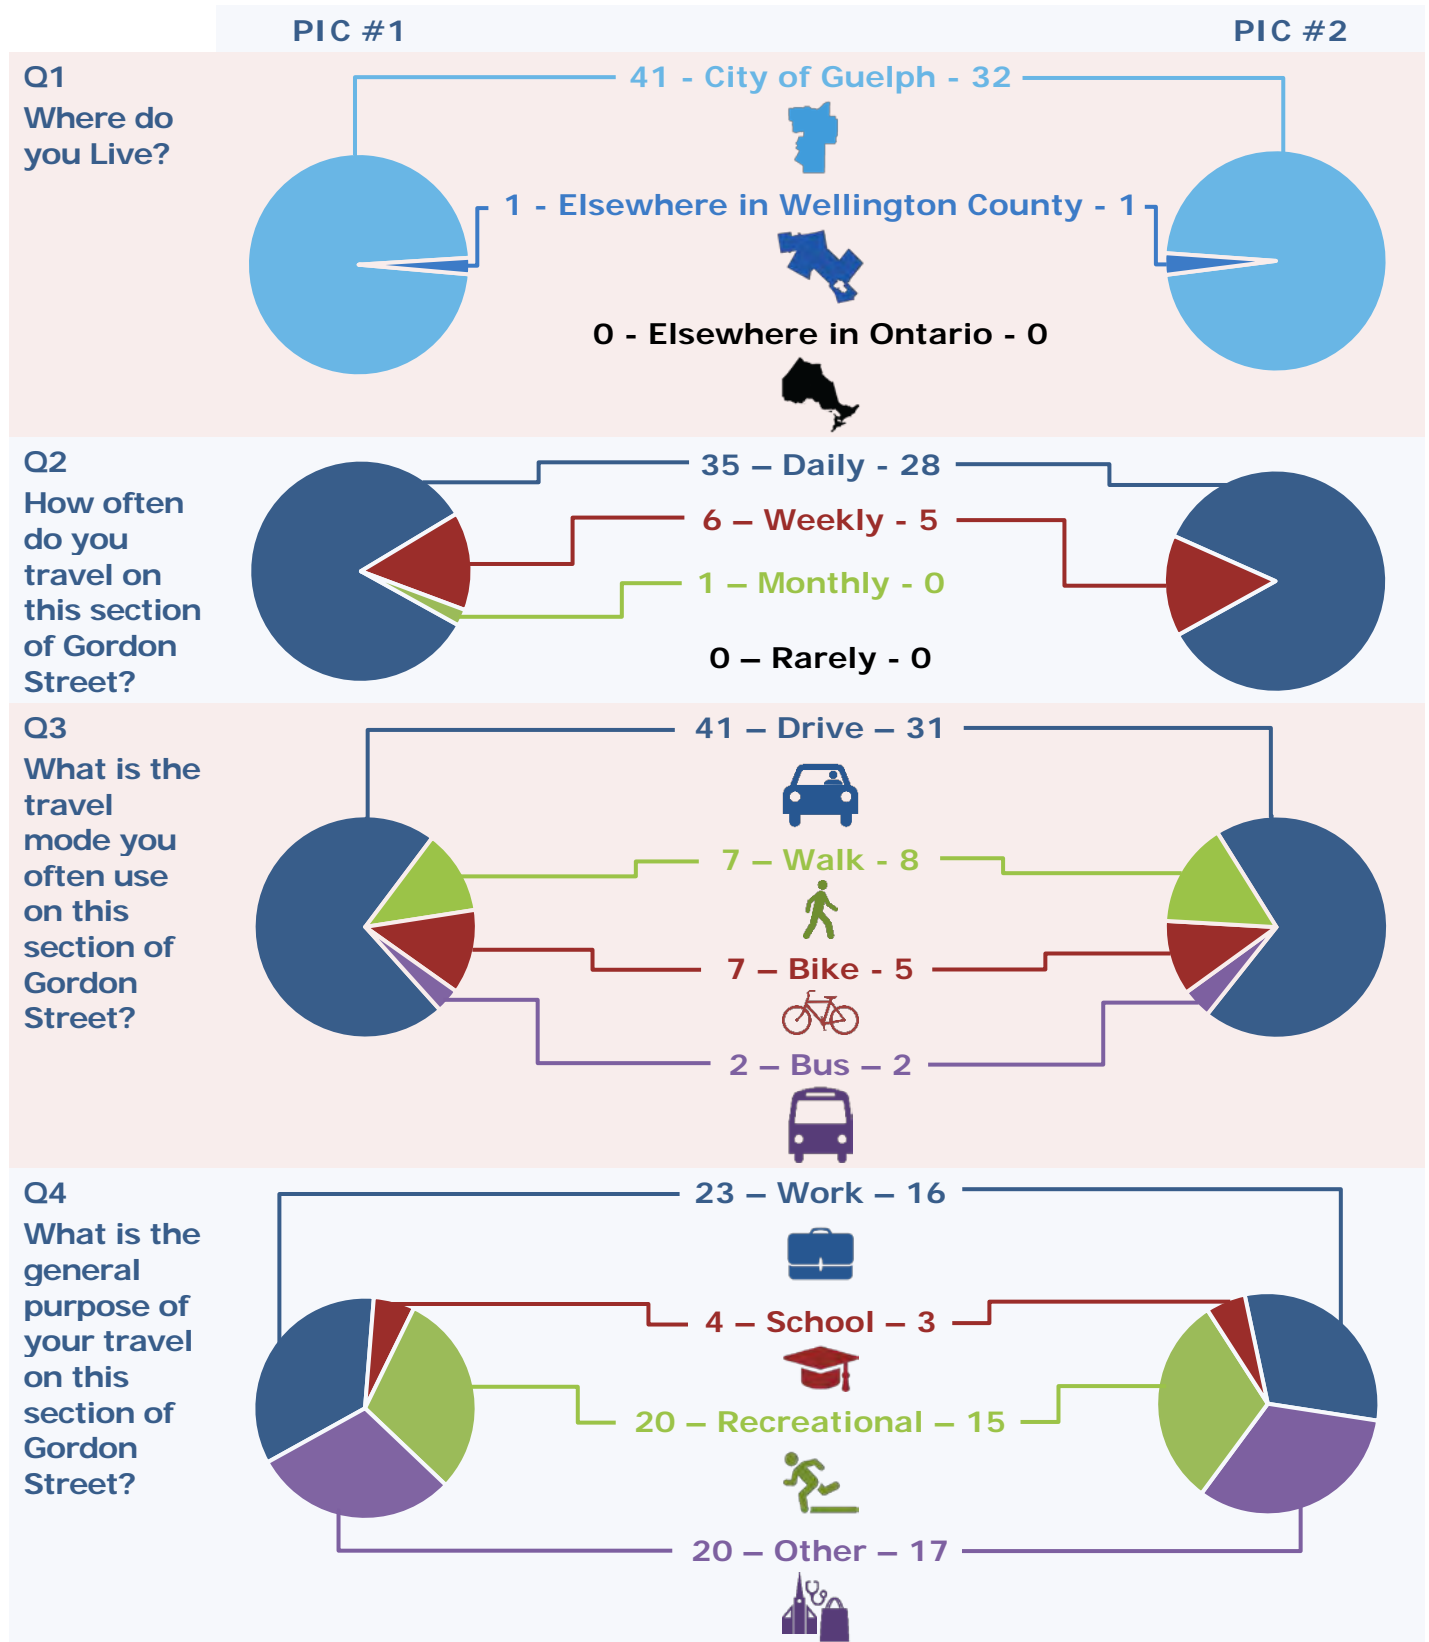 PIC #1
PIC #2
Q1
Where do
you Live?
41 - City of Guelph - 32
1 - Elsewhere in Wellington County - 1
0 - Elsewhere in Ontario - 0
Q2
How often
do you
travel on
this section
of Gordon
Street?
35 – Daily - 28
6 – Weekly - 5
1 – Monthly - 0
0 – Rarely - 0
Q3
What is the
travel
mode you
often use
on this
section of
Gordon
Street?
41 – Drive – 31
7 – Walk - 8
7 – Bike - 5
2 – Bus – 2
Q4
What is the
general
purpose of
your travel
on this
section of
Gordon
Street?
23 – Work – 16
4 – School – 3
20 – Recreational – 15
20 – Other – 17